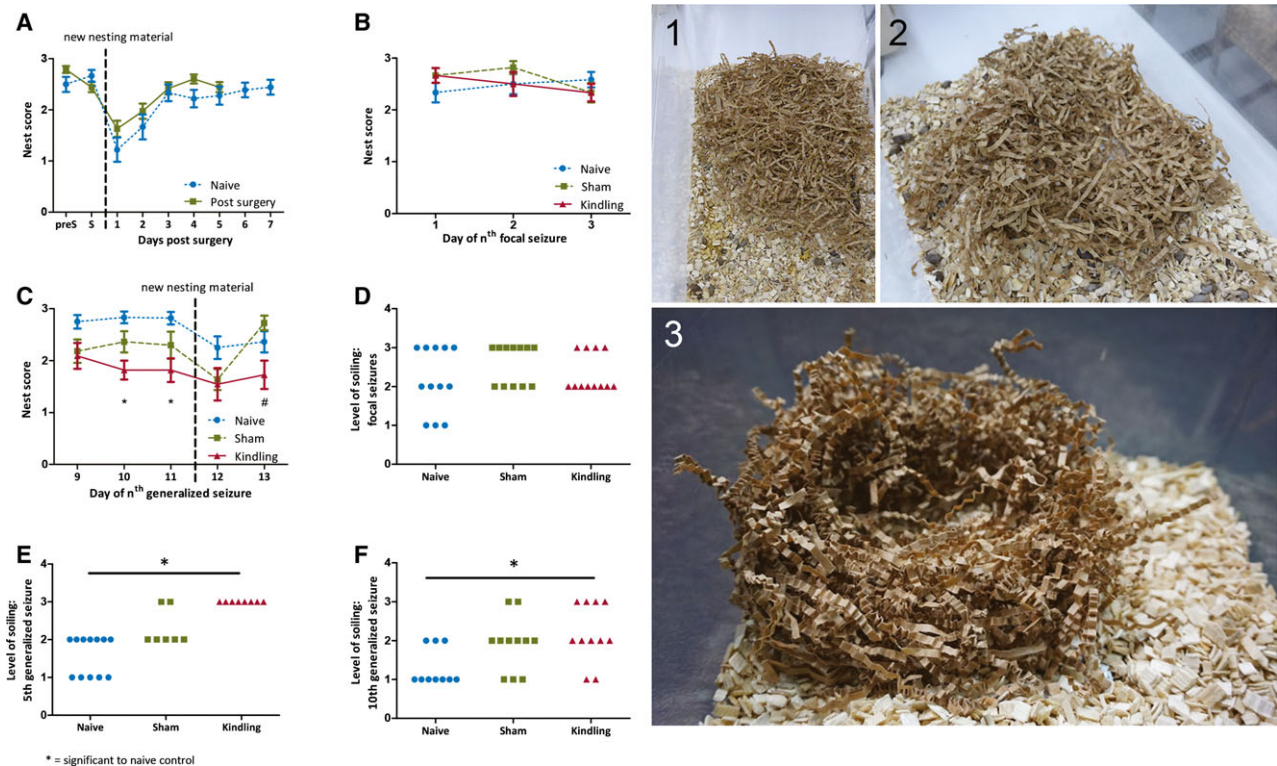 A
new nesting material
Nest score
3
2
1
0
preS S 1 2 3 4 5 6 7
Days post surgery
Naive
Post surgery
B
Nest score
3
2
1
0
1 2 3
Day of nth focal seizure
Naive
Sham
Kindling
C
new nesting material
Nest score
3
2
1
0
* * #
9 10 11 12 13
Day of nth generalized seizure
Naive
Sham
Kindling
D
Level of soiling:
focal seizures
4
3
2
1
0
Naive Sham Kindling
E
*
Level of soiling:
5th generalized seizure
4
3
2
1
0
Naive Sham Kindling
F
*
Level of soiling:
10th generalized seizure
4
3
2
1
0
Naive Sham Kindling
* = significant to naive control
1
2
3